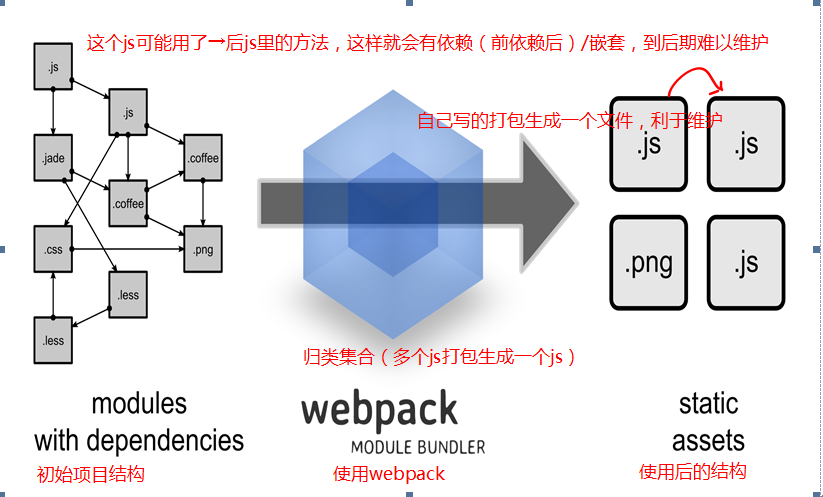 这个js可能用了→后js里的方法，这样就会有依赖（前依赖后）/嵌套，到后期难以维护
.js
.js
.jade
.coffee
.coffee
.css
.png
.less
.less
自己写的打包生成一个文件，利于维护
.js
.js
.png
.js
归类集合（多个js打包生成一个js）
modules
with dependencies
webpack
MODULE BUNDLER
static
assets
初始项目结构
使用webpack
使用后的结构